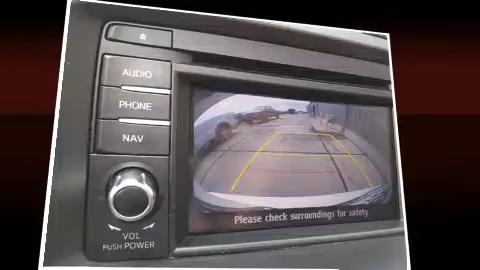 AUDIO
PHONE
NAV
VOL
PUSH POWER
Please check surroundings for safety